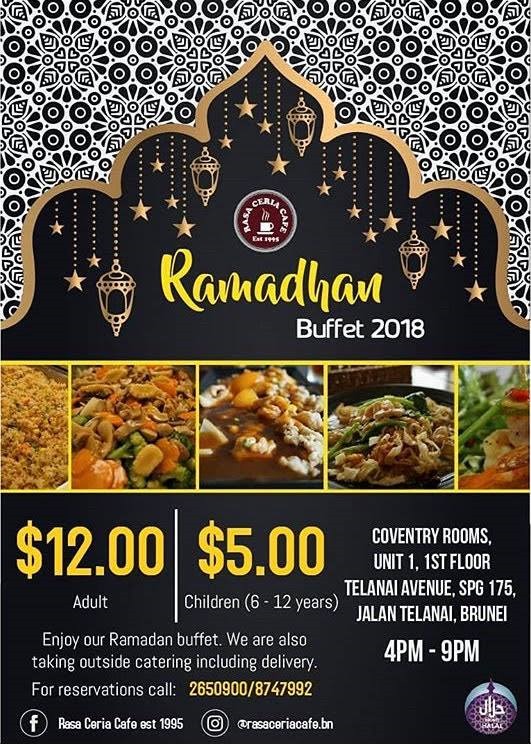 RASA CERIA CAFE
Est 1995
Ramadhan
Buffet 2018
$12.00
Adult
$5.00
Children (6 - 12 years)
COVENTRY ROOMS,
UNIT 1, 1ST FLOOR
TELANAI AVENUE, SPG 175,
JALAN TELANAI, BRUNEI
4PM - 9PM
Enjoy our Ramadan buffet. We are also
taking outside catering including delivery.
For reservations call: 2650900/8747992
Rasa Ceria Cafe est 1995
@rasaceriacafe.bn
حلال
HALAL